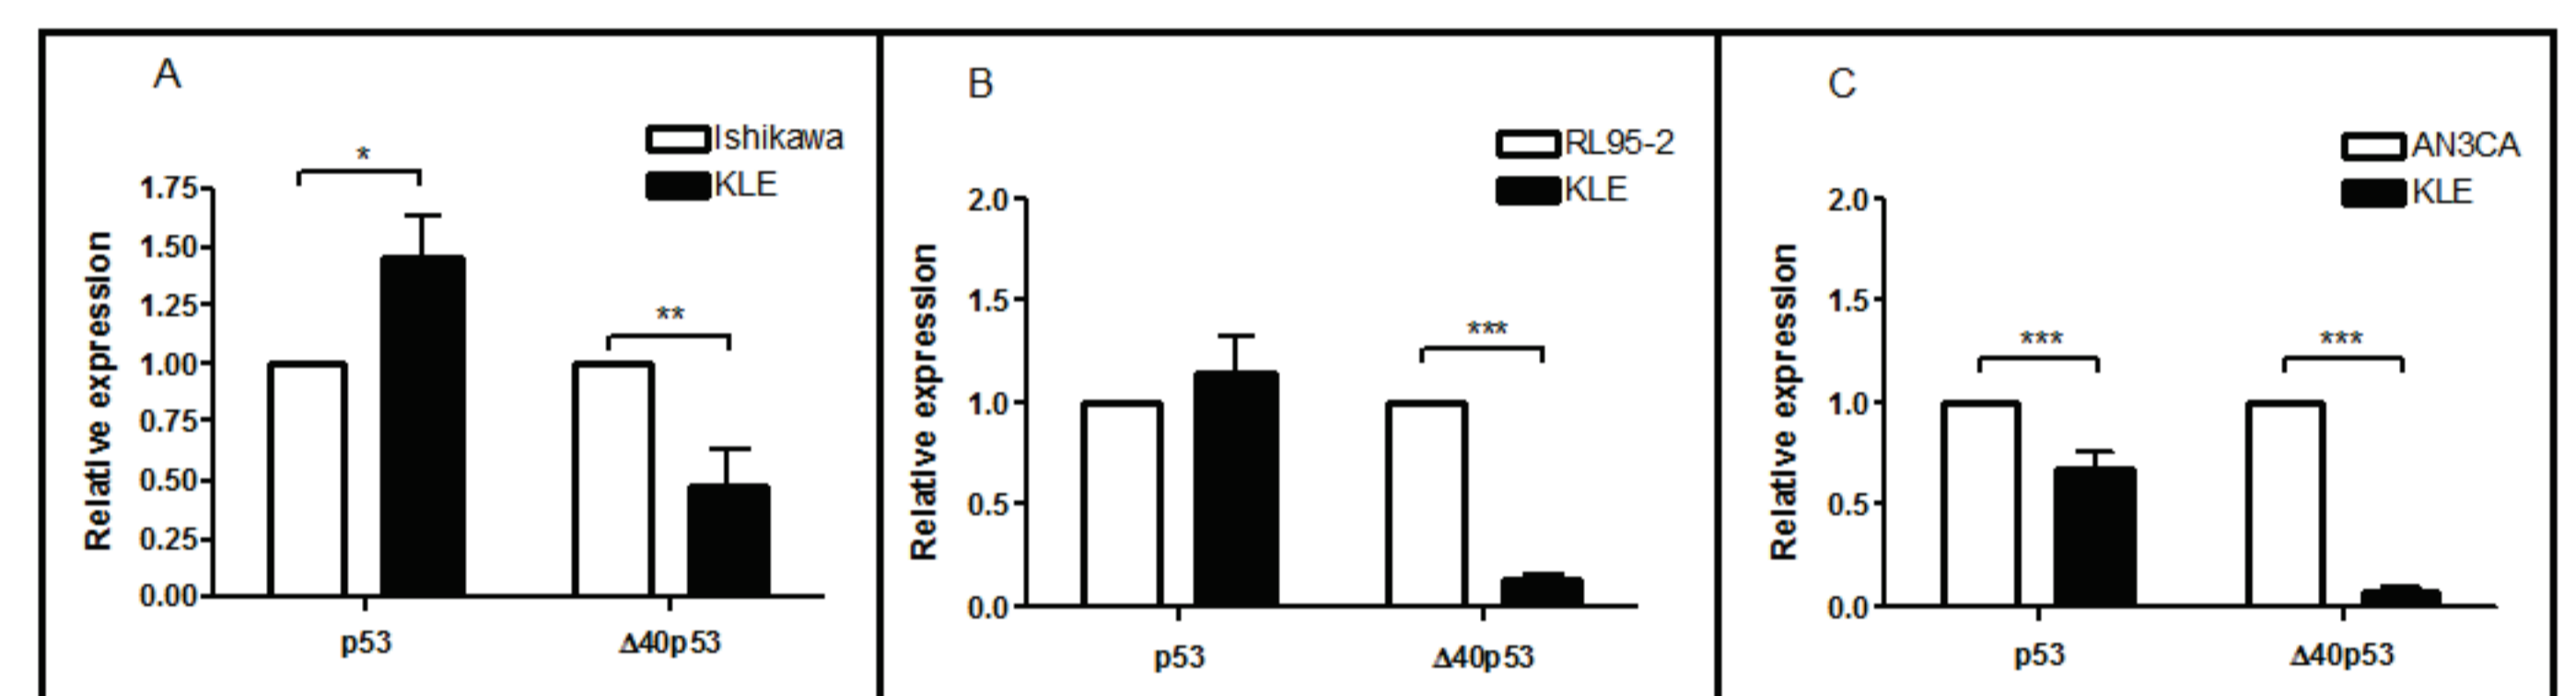 A
Ishikawa
KLE
*
**
1.75
1.50
1.25
1.00
0.75
0.50
0.25
0.00
Relative expression
p53
Δ40p53
B
RL95-2
KLE
***
2.0
1.5
1.0
0.5
0.0
Relative expression
p53
Δ40p53
C
AN3CA
KLE
***
***
2.0
1.5
1.0
0.5
0.0
Relative expression
p53
Δ40p53